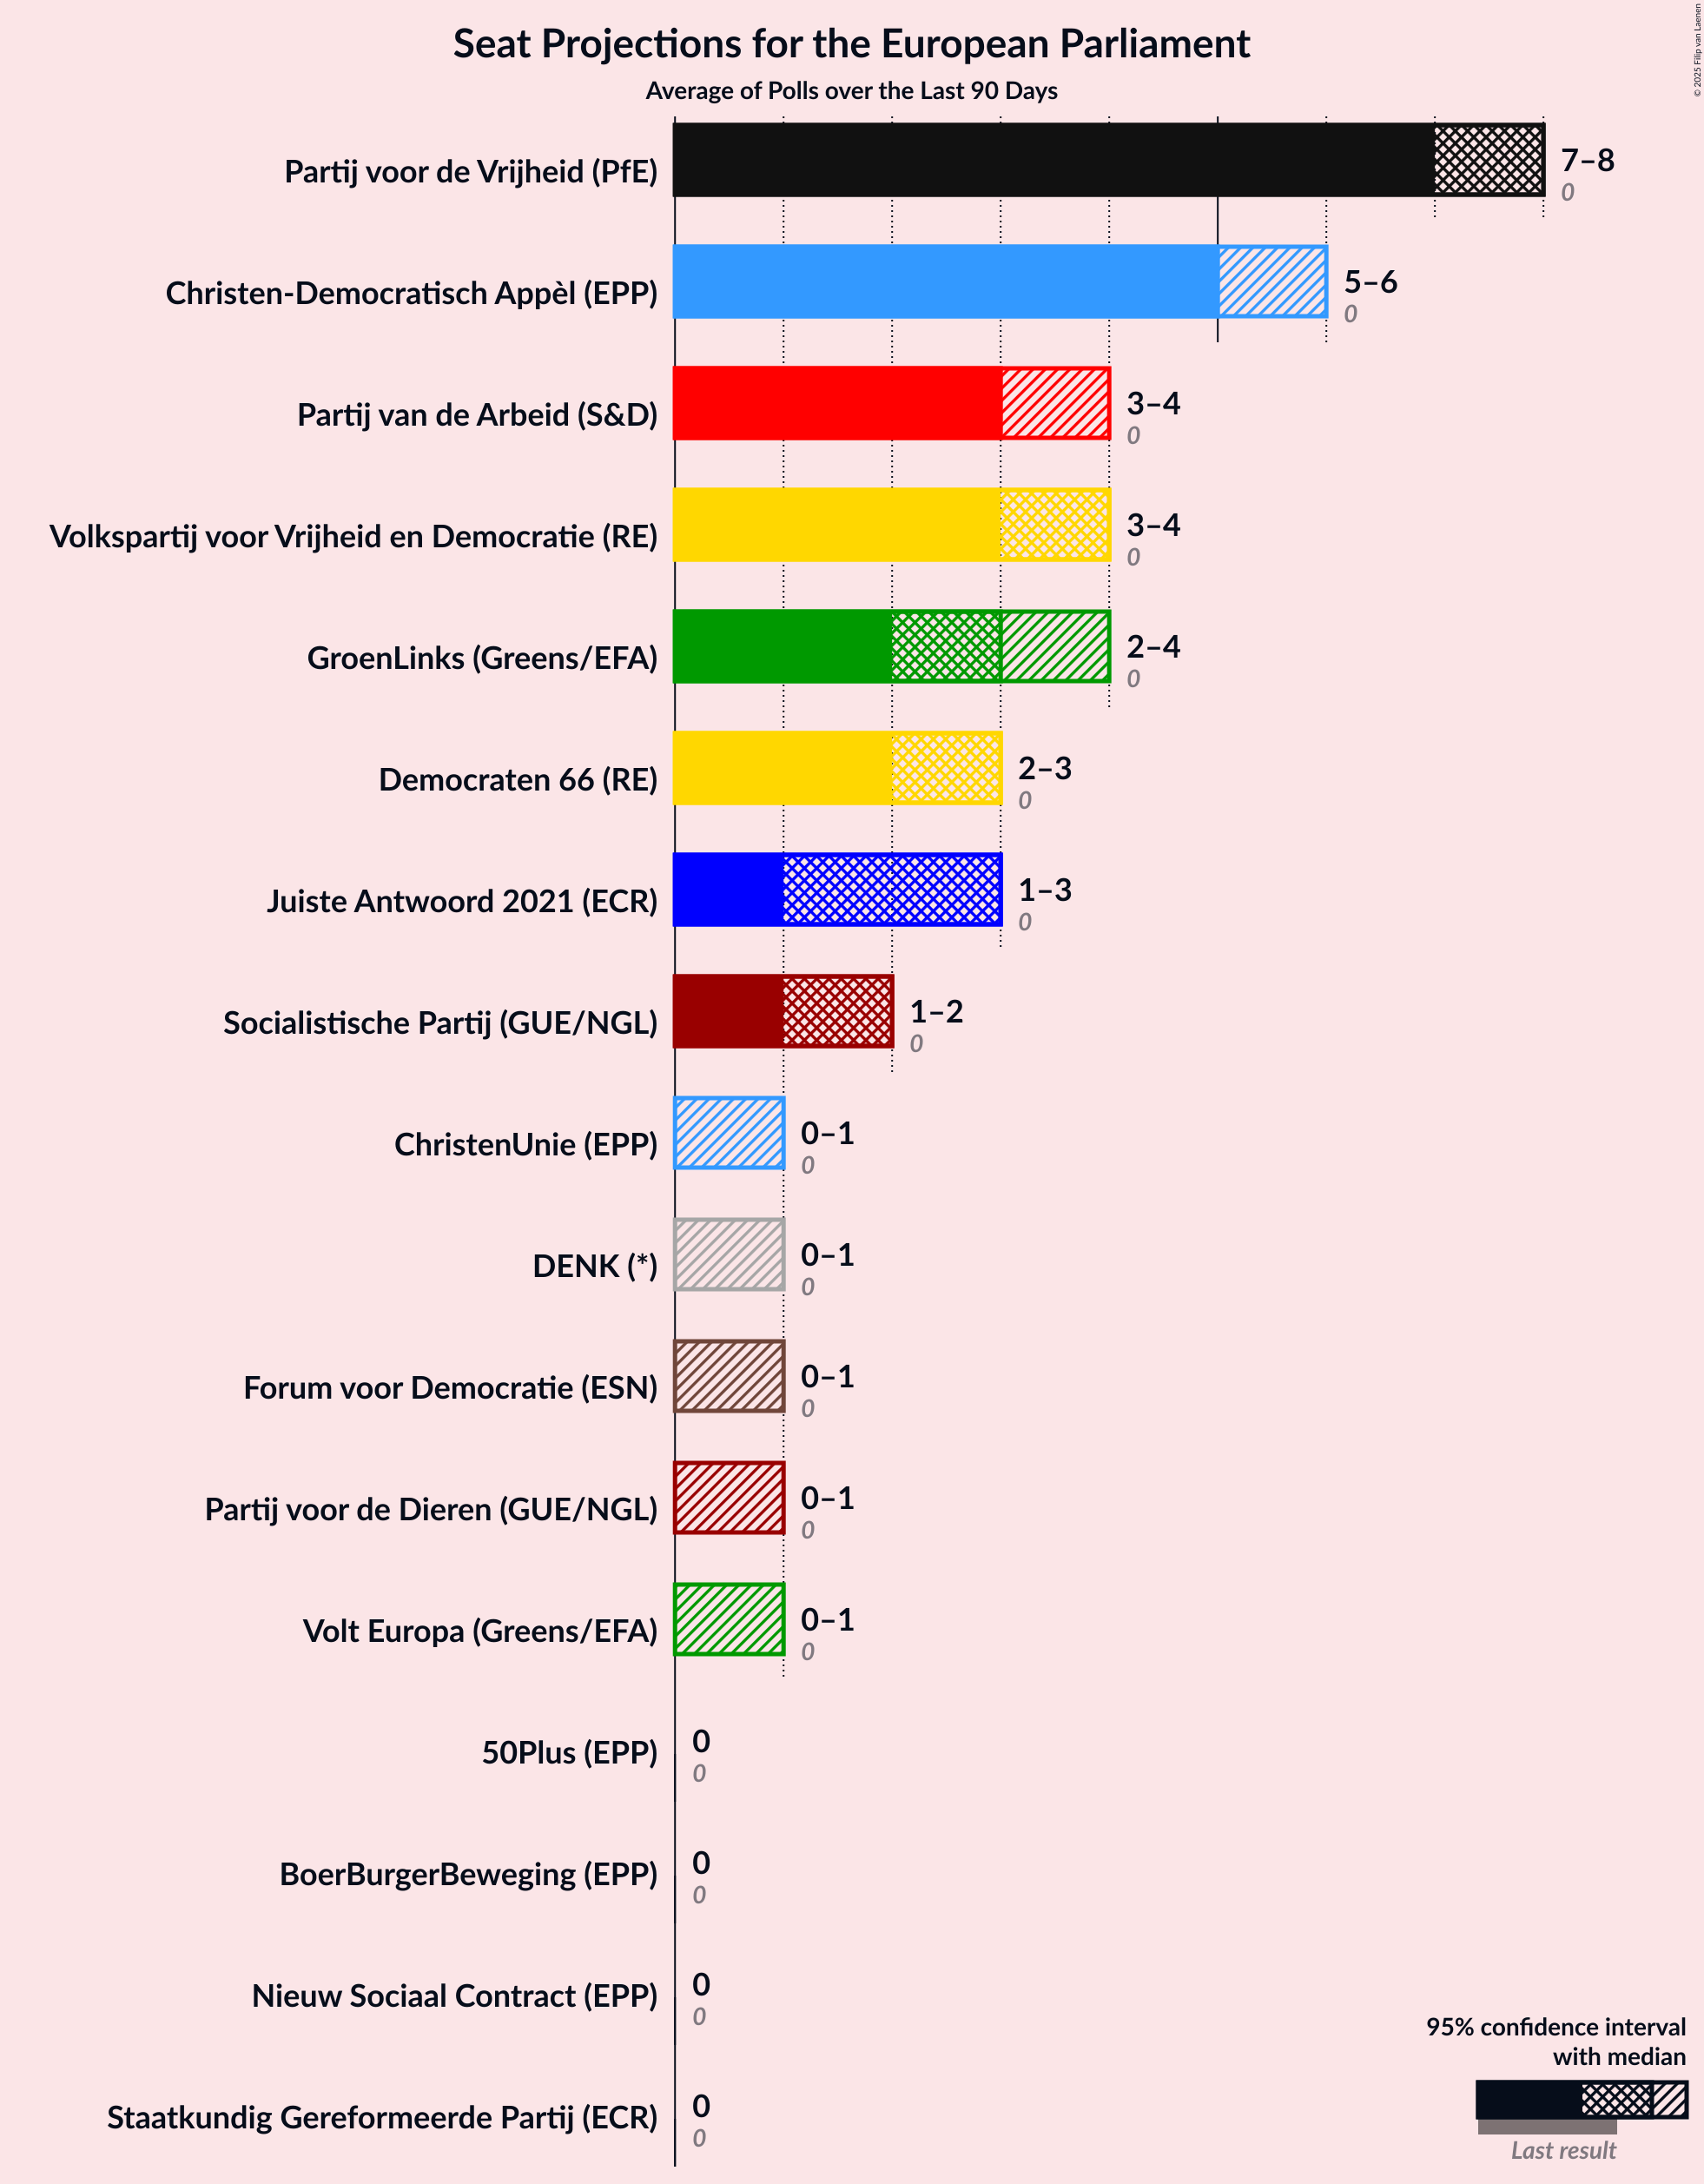 Seat Projections for the European Parliament
Average of Polls over the Last 90 Days
© 2025 Filip van Laenen
Partij voor de Vrijheid (PfE)
7–8
0
Christen-Democratisch Appèl (EPP)
5–6
0
Partij van de Arbeid (S&D)
3–4
0
Volkspartij voor Vrijheid en Democratie (RE)
3–4
0
GroenLinks (Greens/EFA)
2–4
0
Democraten 66 (RE)
2–3
0
Juiste Antwoord 2021 (ECR)
1–3
0
Socialistische Partij (GUE/NGL)
1–2
0
ChristenUnie (EPP)
0–1
0
DENK (*)
0–1
0
Forum voor Democratie (ESN)
0–1
0
Partij voor de Dieren (GUE/NGL)
0–1
0
Volt Europa (Greens/EFA)
0–1
0
50Plus (EPP)
0
0
BoerBurgerBeweging (EPP)
0
0
Nieuw Sociaal Contract (EPP)
0
0
Staatkundig Gereformeerde Partij (ECR)
0
0
95% confidence interval
with median
Last result